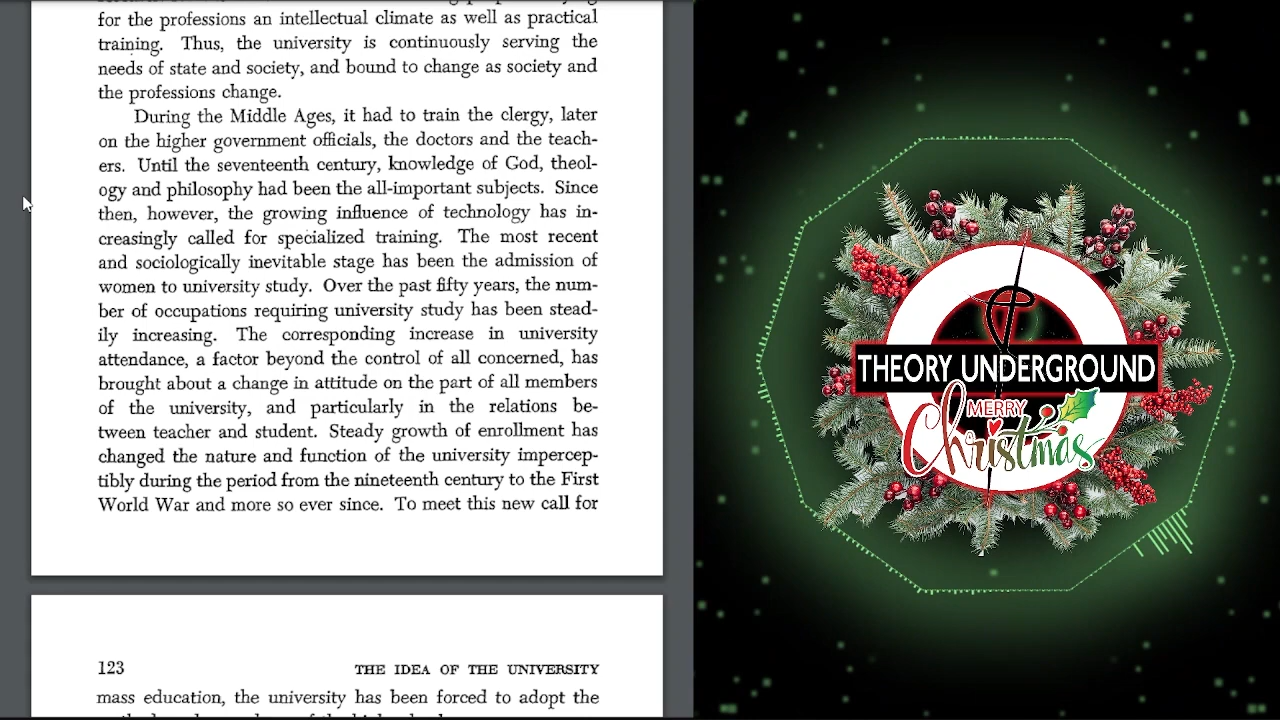 for the professions an intellectual climate as well as practical
training. Thus, the university is continuously serving the
needs of state and society, and bound to change as society and
the professions change.
During the Middle Ages, it had to train the clergy, later
on the higher government officials, the doctors and the teach-
ers. Until the seventeenth century, knowledge of God, theol-
ogy and philosophy had been the all-important subjects. Since
then, however, the growing influence of technology has in-
creasingly called for specialized training. The most recent
and sociologically inevitable stage has been the admission of
women to university study. Over the past fifty years, the num-
ber of occupations requiring university study has been stead-
ily increasing. The corresponding increase in university
attendance, a factor beyond the control of all concerned, has
brought about a change in attitude on the part of all members
of the university, and particularly in the relations be-
tween teacher and student. Steady growth of enrollment has
changed the nature and function of the university impercep-
tibly during the period from the nineteenth century to the First
World War and more so ever since. To meet this new call for
123 THE IDEA OF THE UNIVERSITY
mass education, the university has been forced to adopt the
THEORY UNDERGROUND
MERRY
Christmas